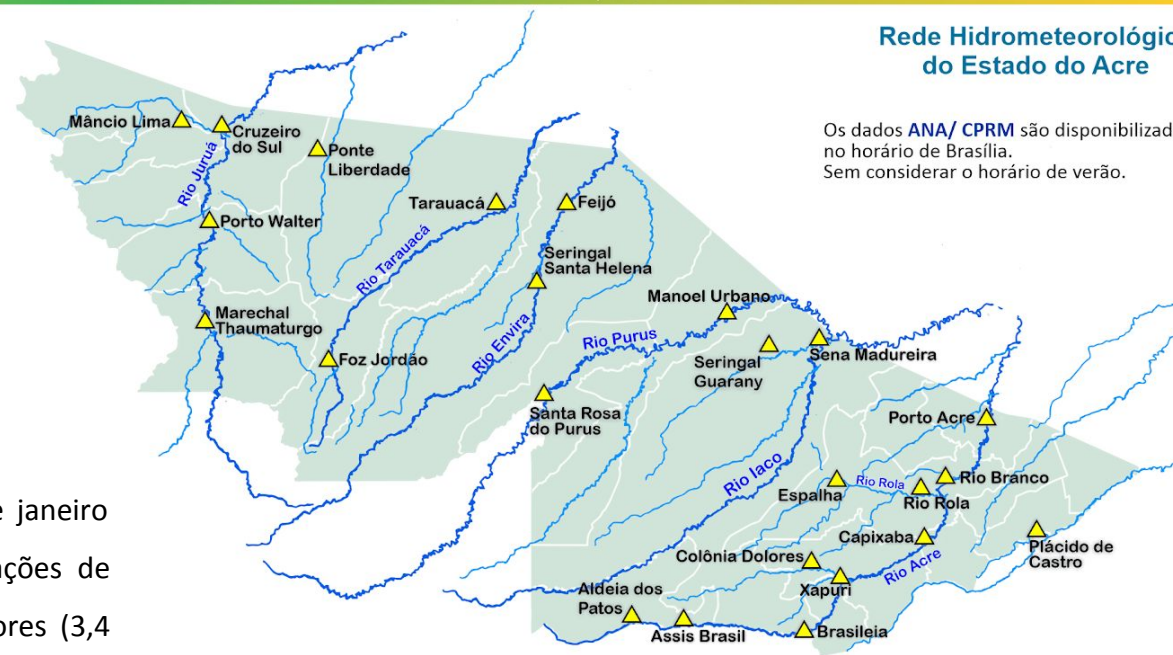 Rede Hidrometeorológic
do Estado do Acre
Os dados ANA/ CPRM são disponibilizad
no horário de Brasília.
Sem considerar o horário de verão.
Mâncio Lima
Cruzeiro
do Sul
Ponte
Liberdade
Rio Juruá
Porto Walter
Tarauacá
Feijó
Rio Tarauacá
Seringal
Santa Helena
Marechal
Thaumaturgo
Foz Jordão
Rio Envira
Manoel Urbano
Rio Purus
Seringal
Guarany
Sena Madureira
Santa Rosa
do Purus
Porto Acre
Rio Iaco
Espalha
Rio Rola
Rio Rola
Rio Branco
Capixaba
Plácido de
Castro
Colônia Dolores
Rio Acre
Xapuri
Aldeia dos
Patos
Assis Brasil
Brasileia
e janeiro
ações de
ores (3,4